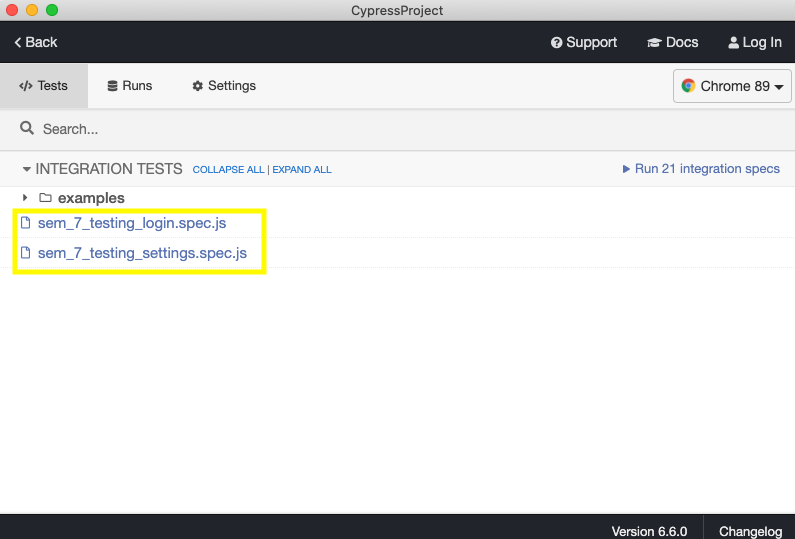 CypressProject
Back Support Docs Log In
Tests Runs Settings Chrome 89
Search...
INTEGRATION TESTS COLLAPSE ALL | EXPAND ALL Run 21 integration specs
examples
sem_7_testing_login.spec.js
sem_7_testing_settings.spec.js
Version 6.6.0 Changelog